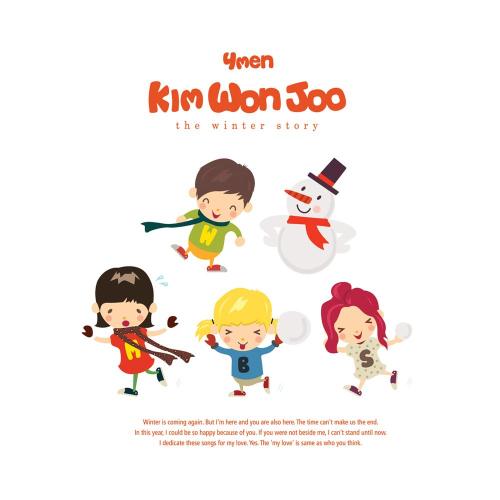 4men
Kim Won Joo
the winter story
W
M
B
S
Winter is coming again. But I'm here and you are also here. The time can't make us the end.
In this year, I could be so happy because of you. If you were not beside me, I can't stand until now.
I dedicate these songs for my love. Yes. The 'my love' is same as who you think.